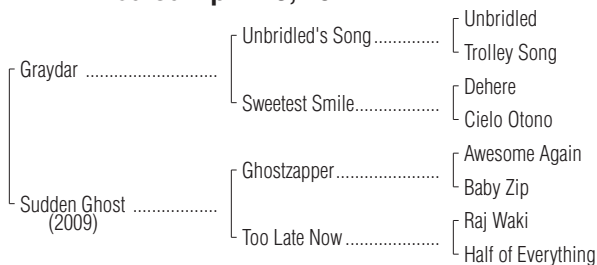 Unbridled
Unbridled's Song..............
Trolley Song
Graydar ............................
Dehere
Sweetest Smile..................
Cielo Otono
Awesome Again
Ghostzapper......................
Baby Zip
Sudden Ghost ..................
(2009)
Raj Waki
Too Late Now....................
Half of Everything